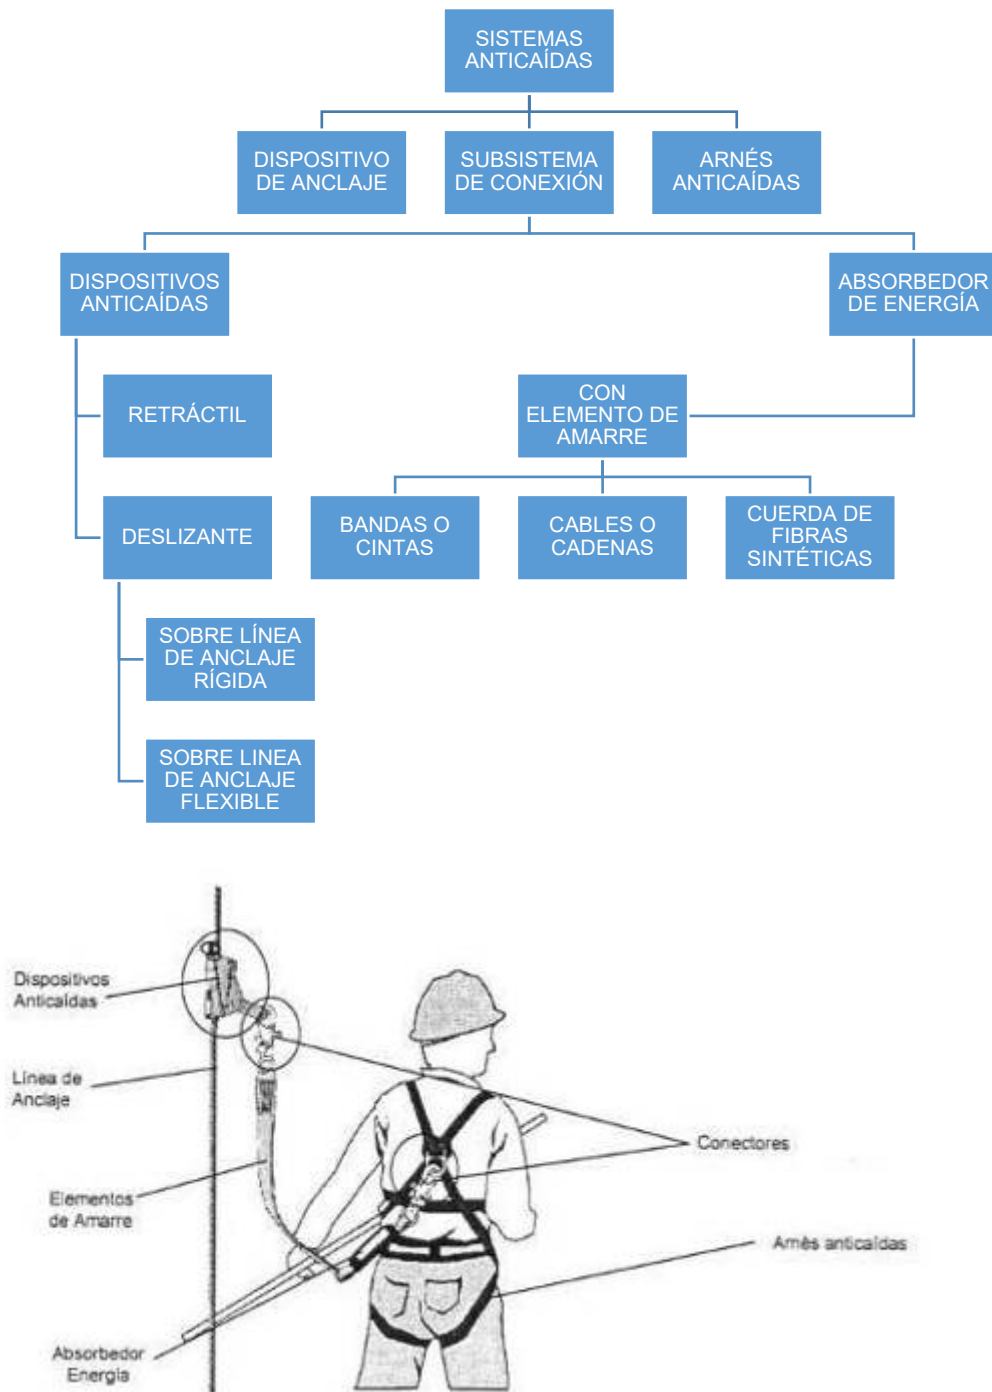 SISTEMAS
ANTICAÍDAS
DISPOSITIVO
DE ANCLAJE
SUBSISTEMA
DE CONEXIÓN
ARNÉS
ANTICAÍDAS
DISPOSITIVOS
ANTICAÍDAS
ABSORBEDOR
DE ENERGÍA
RETRÁCTIL
CON
ELEMENTO DE
AMARRE
DESLIZANTE
BANDAS O
CINTAS
CABLES O
CADENAS
CUERDA DE
FIBRAS
SINTÉTICAS
SOBRE LÍNEA
DE ANCLAJE
RÍGIDA
SOBRE LINEA
DE ANCLAJE
FLEXIBLE
Dispositivos
Anticaídas
Línea de
Anclaje
Conectores
Elementos
de Amarre
Arnés anticaídas
Absorbedor
Energía